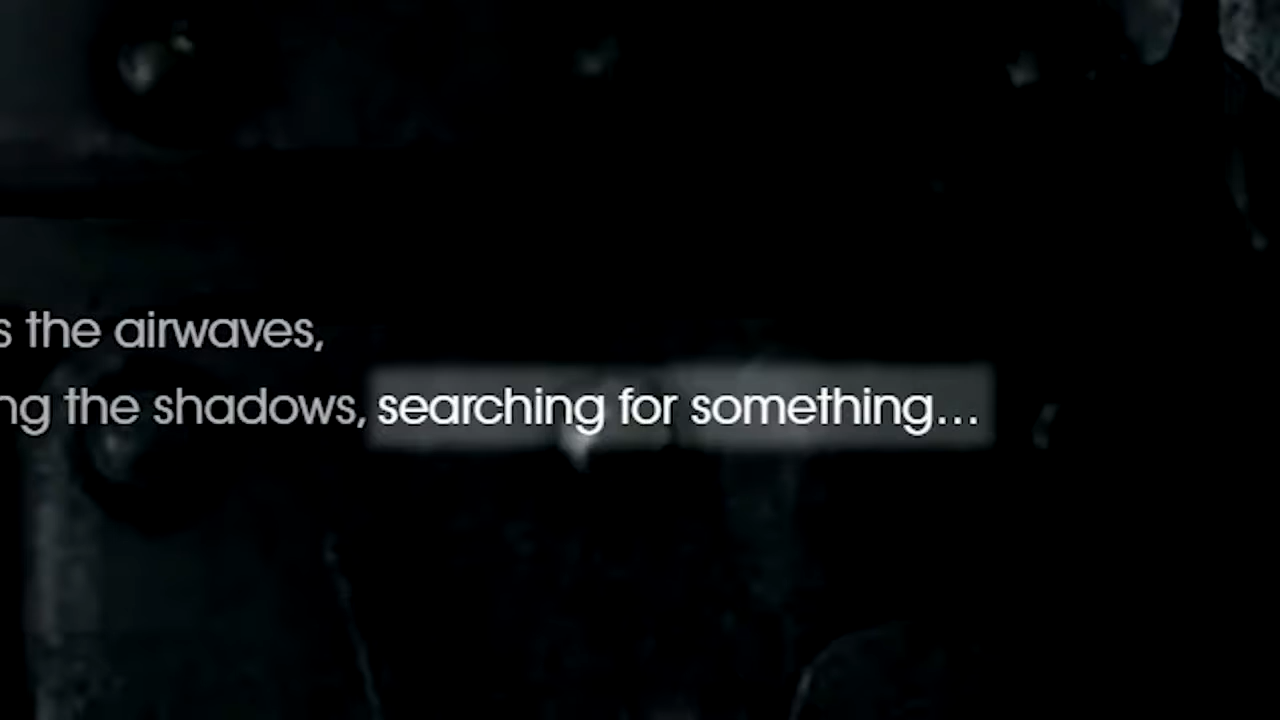 s the airwaves,
ng the shadows, searching for something...